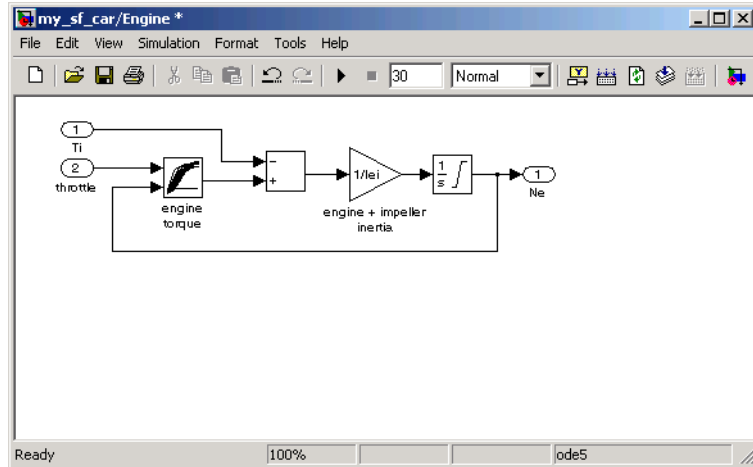 my_sf_car/Engine *
File Edit View Simulation Format Tools Help
30 Normal
1
Ti
2
throttle
engine
torque
−
+
1/Iei
engine + impeller
inertia
1
s
1
Ne
Ready 100% ode5